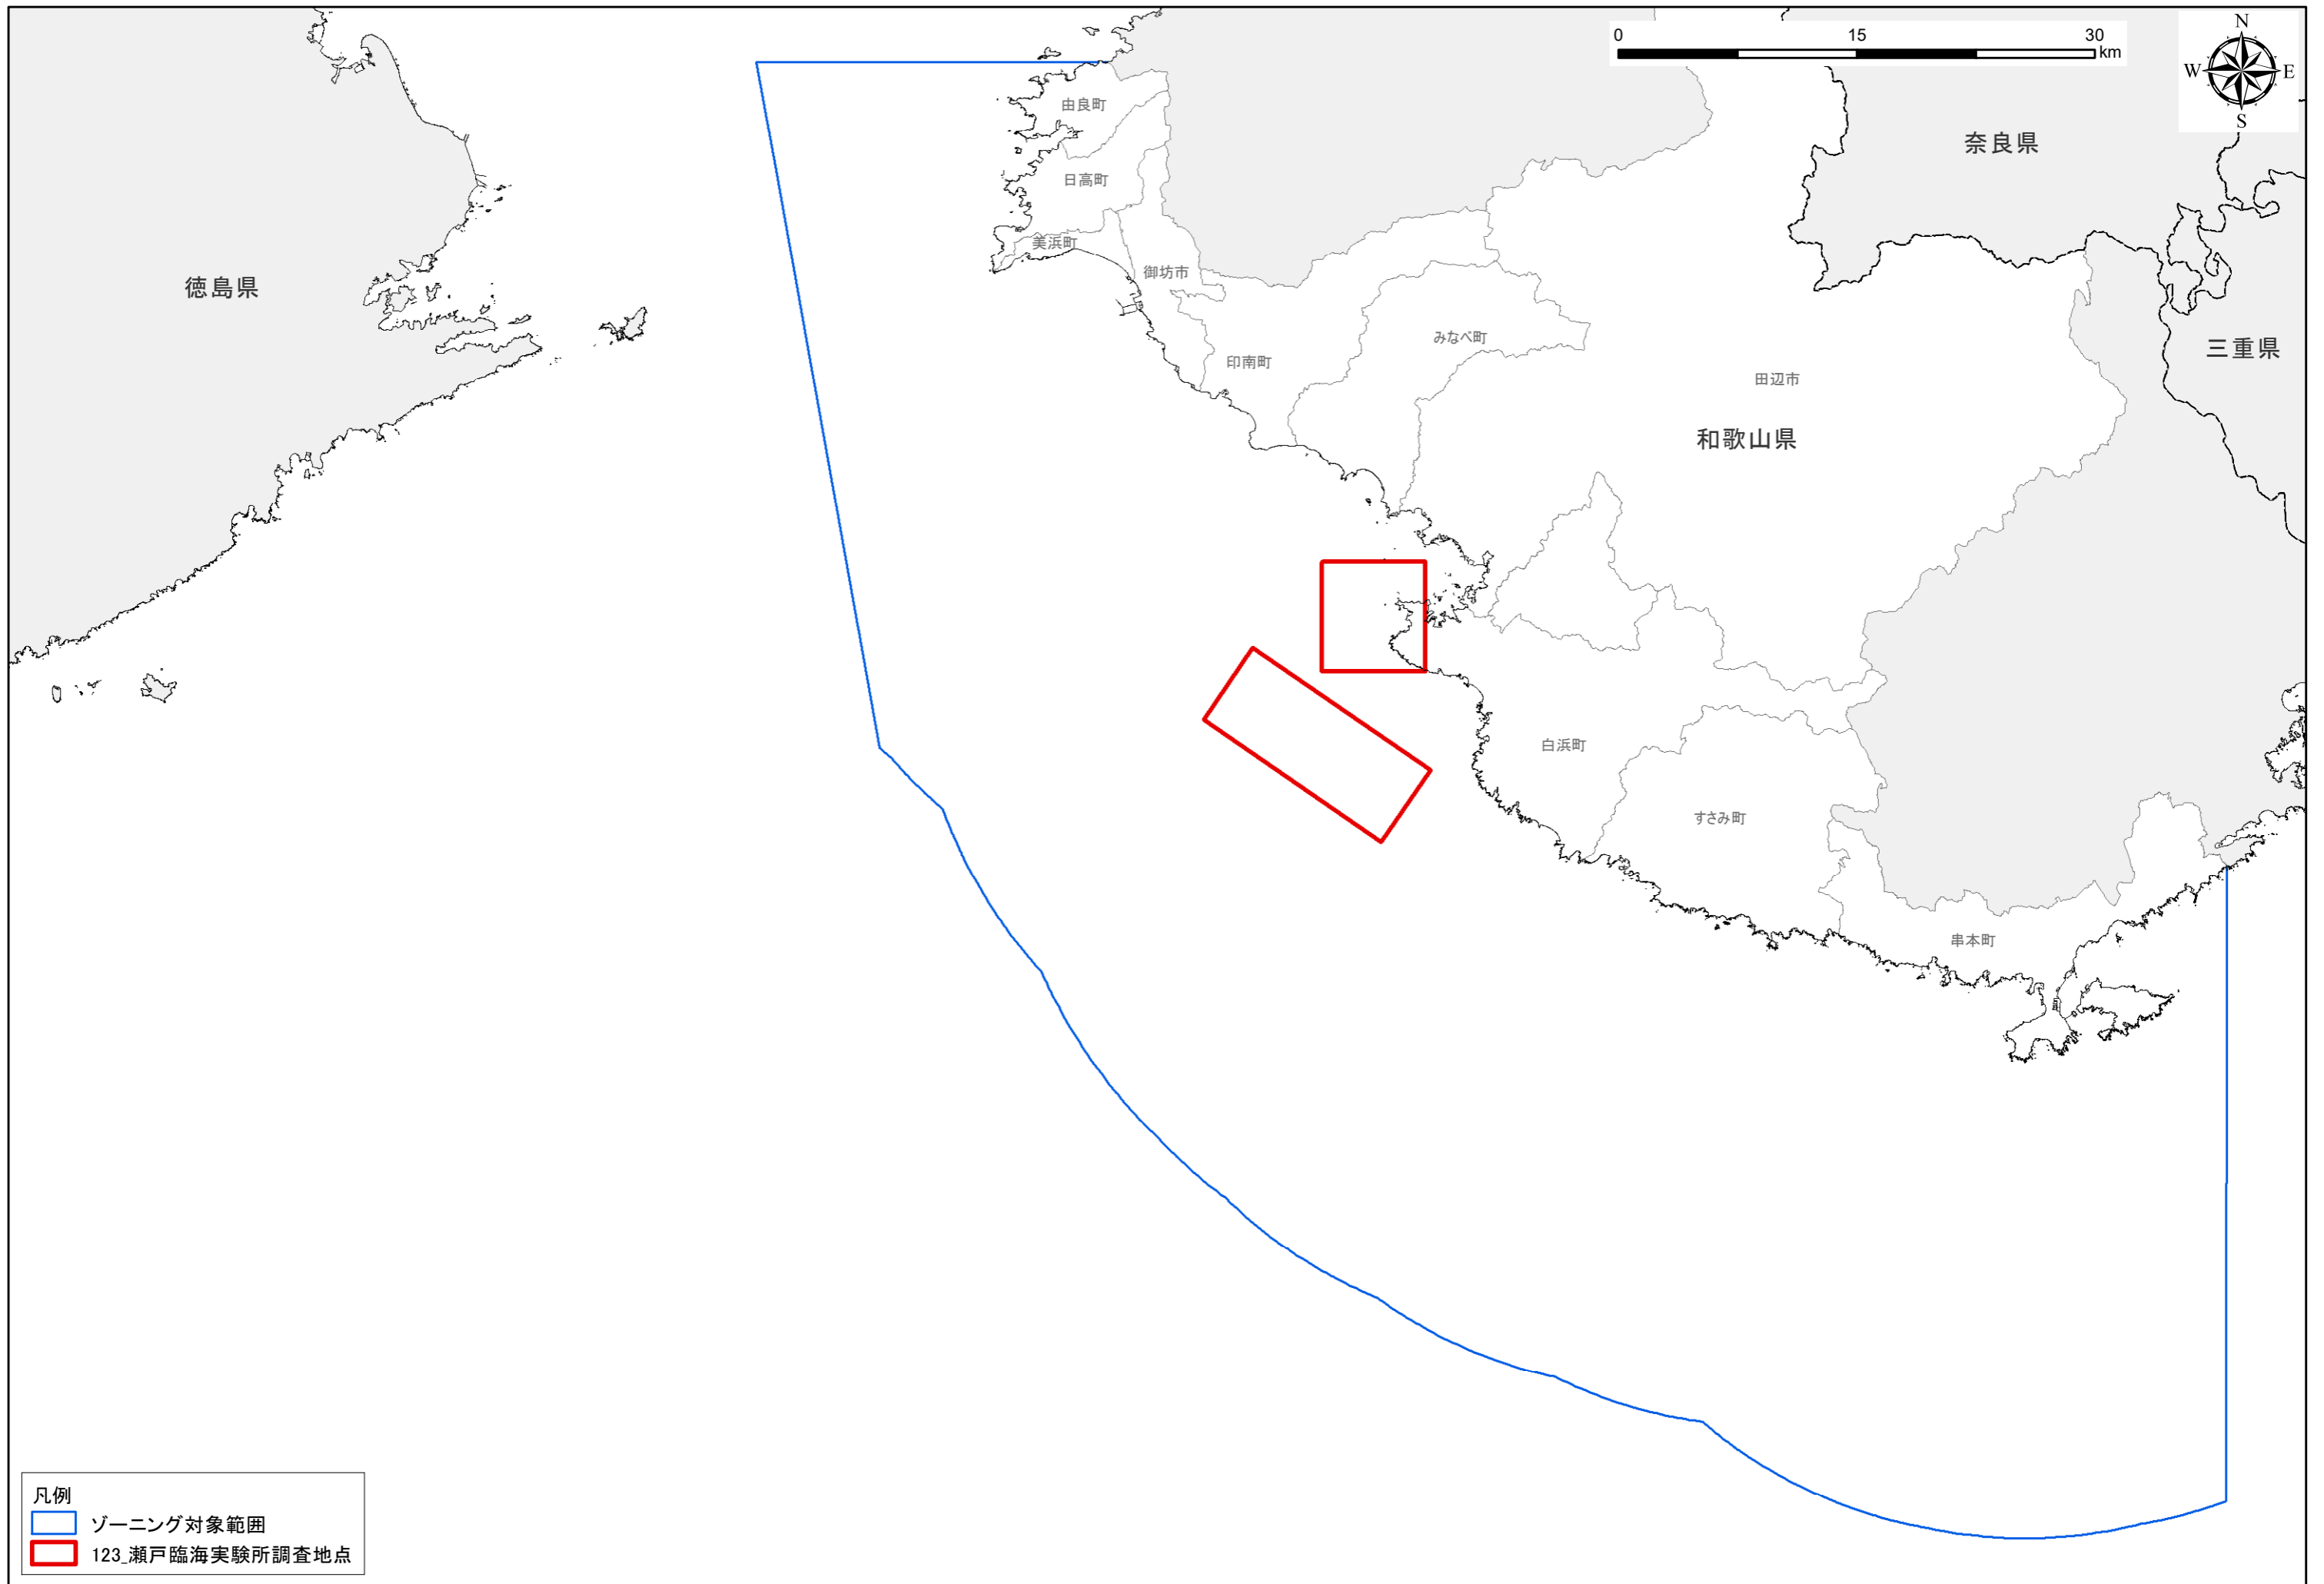 0 15 30
km
N
W E
S
由良町
奈良県
日高町
美浜町
御坊市
徳島県
みなべ町
三重県
印南町
田辺市
和歌山県
白浜町
すさみ町
串本町
凡例
ゾーニング対象範囲
123_瀬戸臨海実験所調査地点